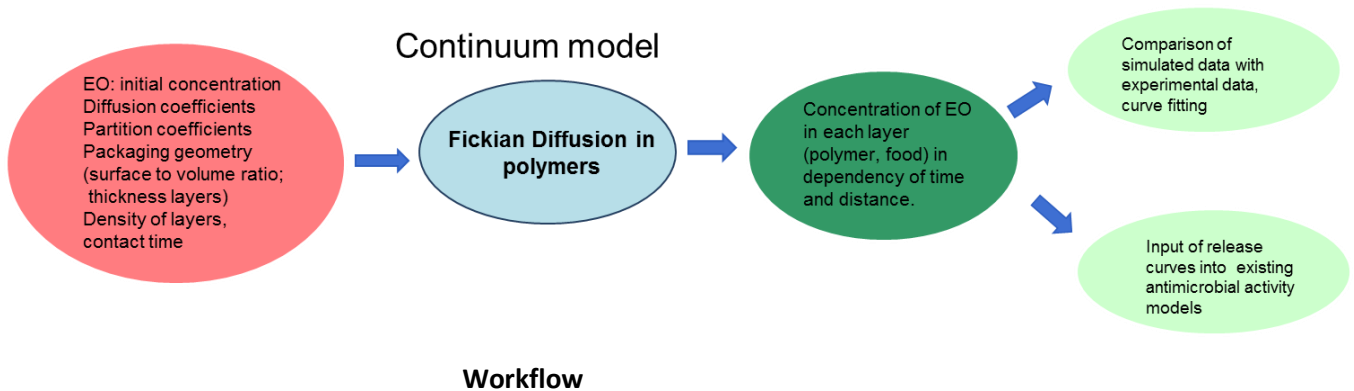 Continuum model
EO: initial concentration
Diffusion coefficients
Partition coefficients
Packaging geometry
(surface to volume ratio;
thickness layers)
Density of layers,
contact time
Fickian Diffusion in
polymers
Concentration of EO
in each layer
(polymer, food) in
dependency of time
and distance.
Comparison of
simulated data with
experimental data,
curve fitting
Input of release
curves into existing
antimicrobial activity
models
Workflow